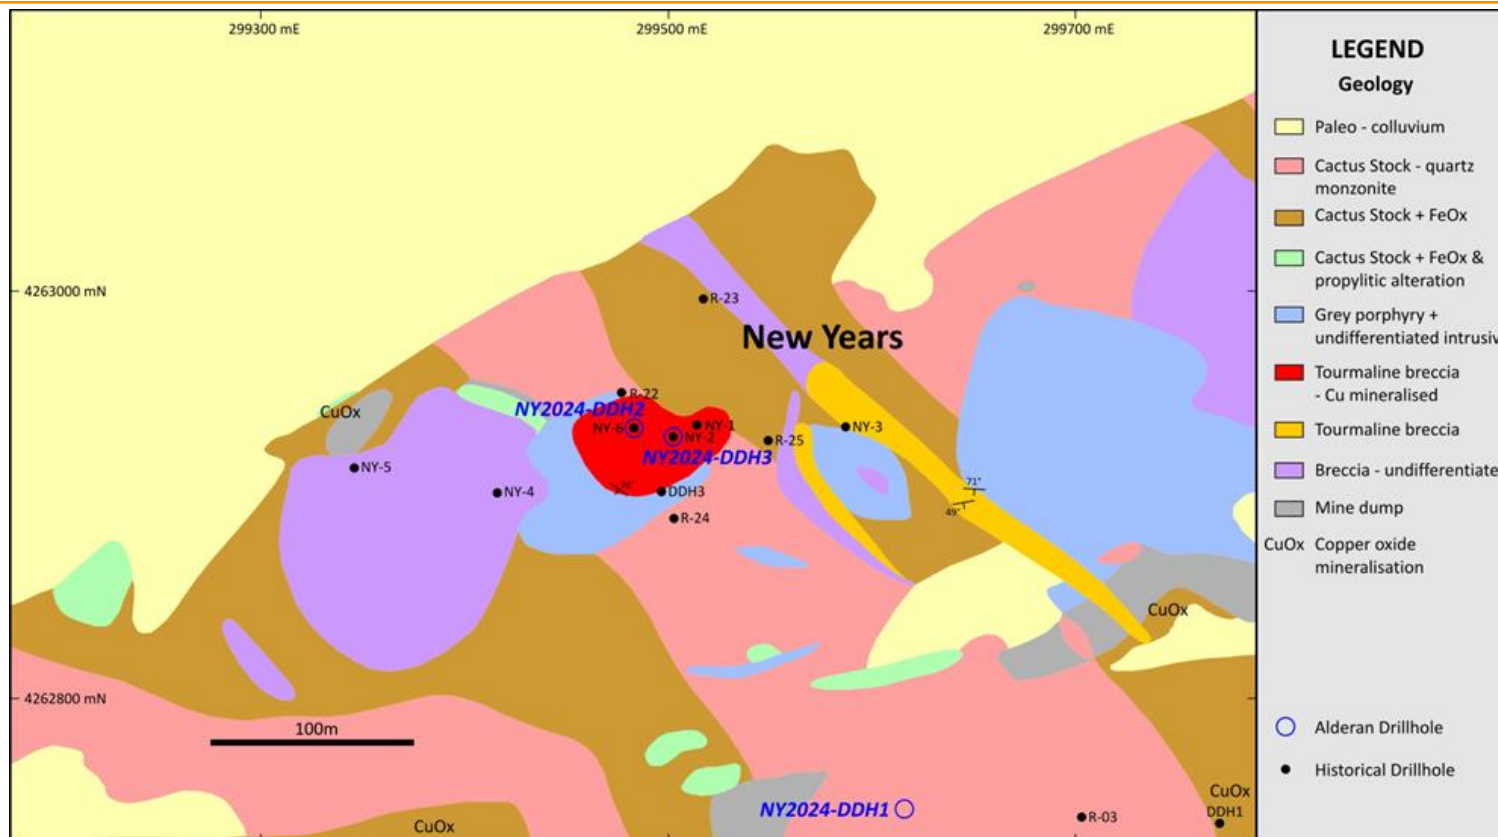 299300 mE
299500 mE
299700 mE
4263000 mN
4262800 mN
New Years
R-23
R-22
CuOx
NY2024-DDH2
NY-6
NY-1
NY-2
NY2024-DDH3
R-25
NY-3
NY-5
NY-4
70°
DDH3
R-24
71°
49°
CuOx
100m
NY2024-DDH1
R-03
CuOx
DDH1
CuOx
LEGEND
Geology
Paleo - colluvium
Cactus Stock - quartz
monzonite
Cactus Stock + FeOx
Cactus Stock + FeOx &
propylitic alteration
Grey porphyry +
undifferentiated intrusiv
Tourmaline breccia
- Cu mineralised
Tourmaline breccia
Breccia - undifferentiate
Mine dump
CuOx Copper oxide
mineralisation
Alderan Drillhole
Historical Drillhole